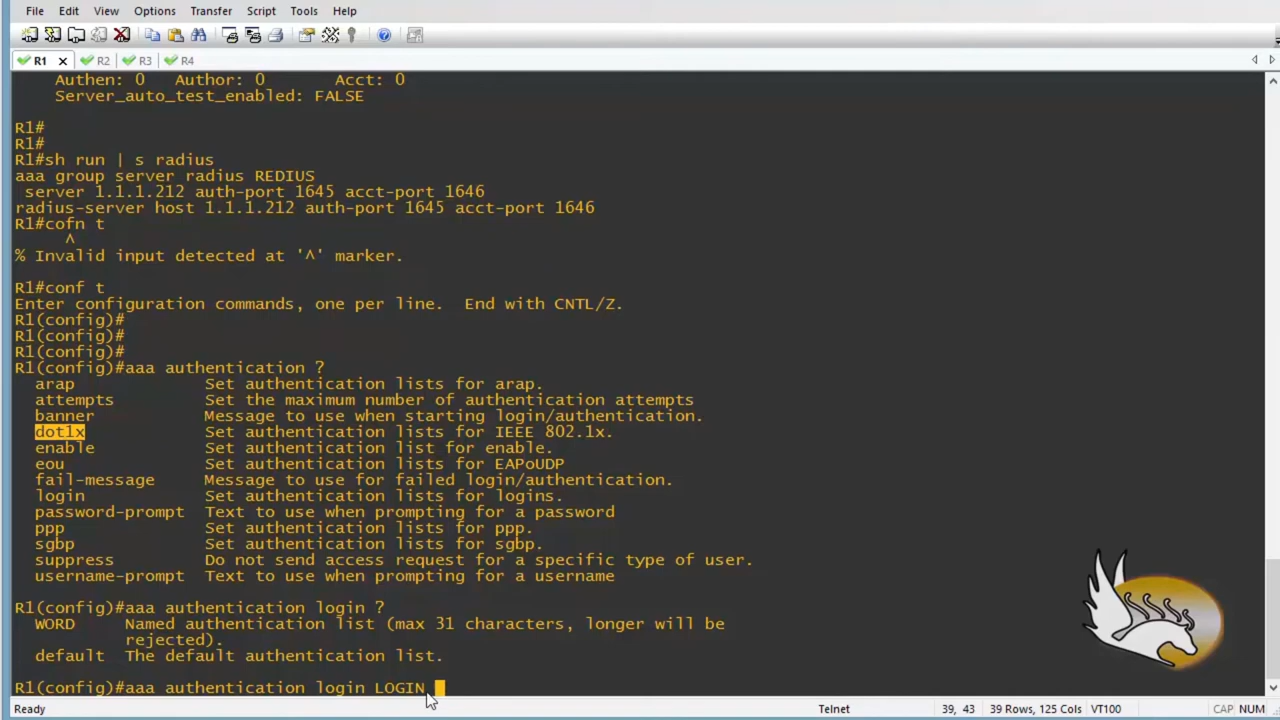 File Edit View Options Transfer Script Tools Help
R1 R2 R3 R4
Authen: 0 Author: 0 Acct: 0
Server_auto_test_enabled: FALSE
R1#
R1#
R1#sh run | s radius
aaa group server radius REDIUS
server 1.1.1.212 auth-port 1645 acct-port 1646
radius-server host 1.1.1.212 auth-port 1645 acct-port 1646
R1#cofn t
^
% Invalid input detected at '^' marker.
R1#conf t
Enter configuration commands, one per line. End with CNTL/Z.
R1(config)#
R1(config)#
R1(config)#
R1(config)#aaa authentication ?
arap Set authentication lists for arap.
attempts Set the maximum number of authentication attempts
banner Message to use when starting login/authentication.
dot1x Set authentication lists for IEEE 802.1x.
enable Set authentication list for enable.
eou Set authentication lists for EAPoUDP
fail-message Message to use for failed login/authentication.
login Set authentication lists for logins.
password-prompt Text to use when prompting for a password
ppp Set authentication lists for ppp.
sgbp Set authentication lists for sgbp.
suppress Do not send access request for a specific type of user.
username-prompt Text to use when prompting for a username
R1(config)#aaa authentication login ?
WORD Named authentication list (max 31 characters, longer will be
rejected).
default The default authentication list.
R1(config)#aaa authentication login LOGIN
Ready Telnet 39, 43 39 Rows, 125 Cols VT100 CAP NUM